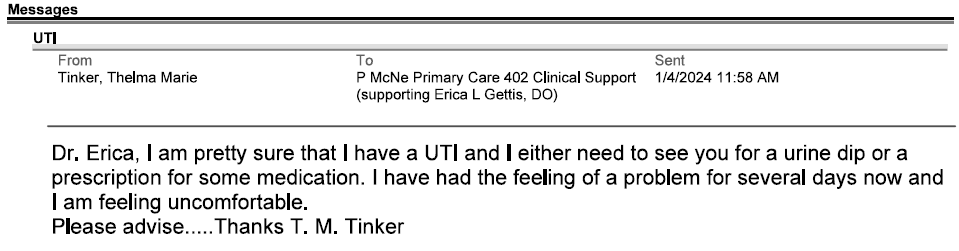 Messages
UTI
From To Sent
Tinker, Thelma Marie P McNe Primary Care 402 Clinical Support 1/4/2024 11:58 AM
(supporting Erica L Gettis, DO)
Dr. Erica, I am pretty sure that I have a UTI and I either need to see you for a urine dip or a
prescription for some medication. I have had the feeling of a problem for several days now and
I am feeling uncomfortable.
Please advise.....Thanks T. M. Tinker